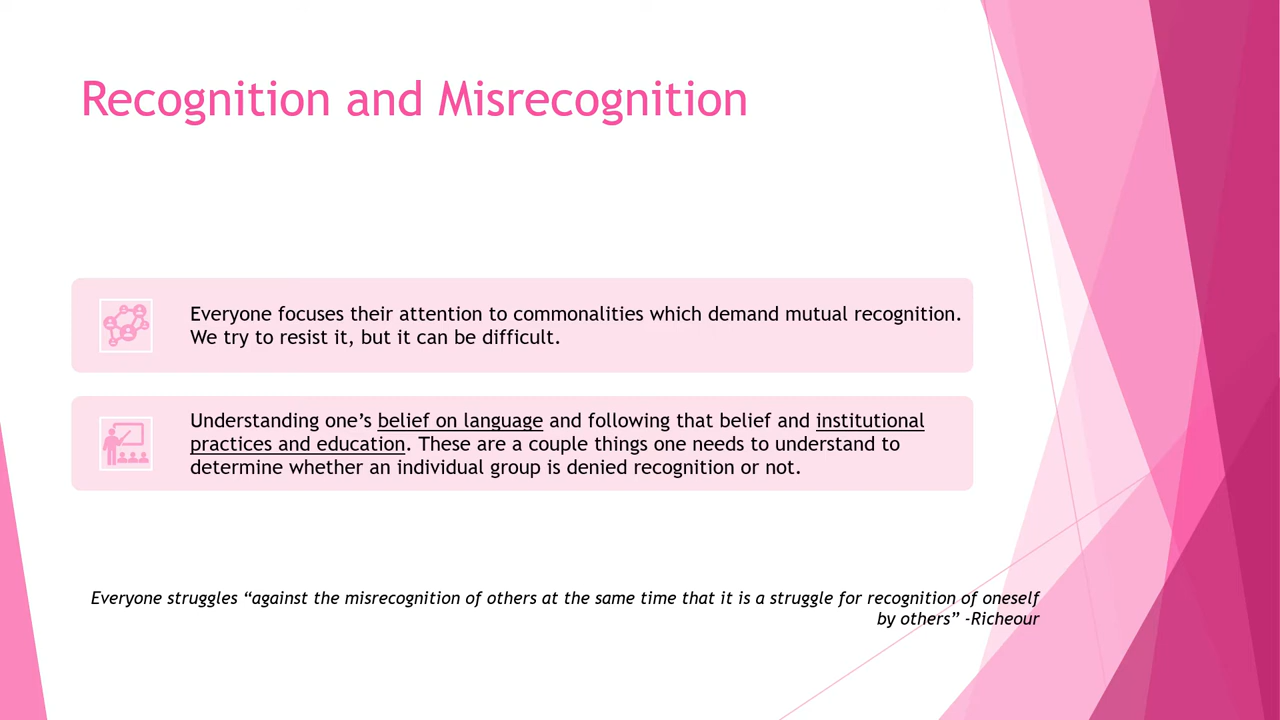 Recognition and Misrecognition
Everyone focuses their attention to commonalities which demand mutual recognition.
We try to resist it, but it can be difficult.
Understanding one’s belief on language and following that belief and institutional
practices and education. These are a couple things one needs to understand to
determine whether an individual group is denied recognition or not.
Everyone struggles “against the misrecognition of others at the same time that it is a struggle for recognition of oneself
by others” -Richeour